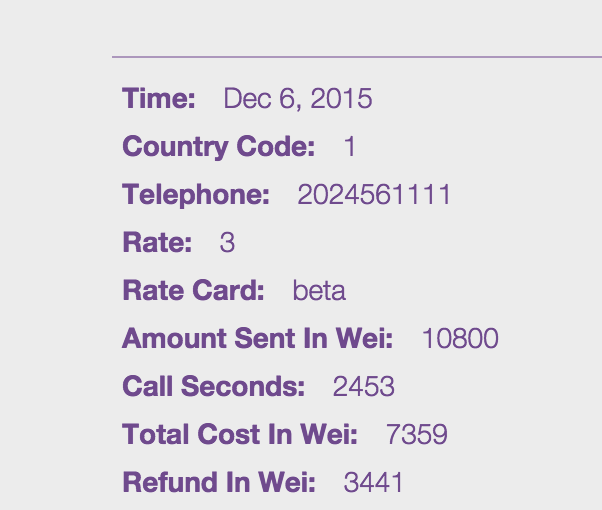 Time: Dec 6, 2015
Country Code: 1
Telephone: 2024561111
Rate: 3
Rate Card: beta
Amount Sent In Wei: 10800
Call Seconds: 2453
Total Cost In Wei: 7359
Refund In Wei: 3441